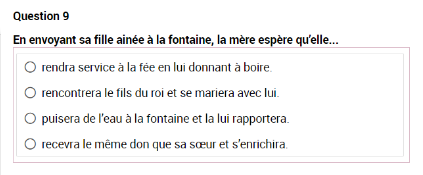 Question 9
En envoyant sa fille ainée à la fontaine, la mère espère qu'elle...
rendra service à la fée en lui donnant à boire.
rencontrera le fils du roi et se mariera avec lui.
puisera de l'eau à la fontaine et la lui rapportera.
recevra le même don que sa sœur et s'enrichira.